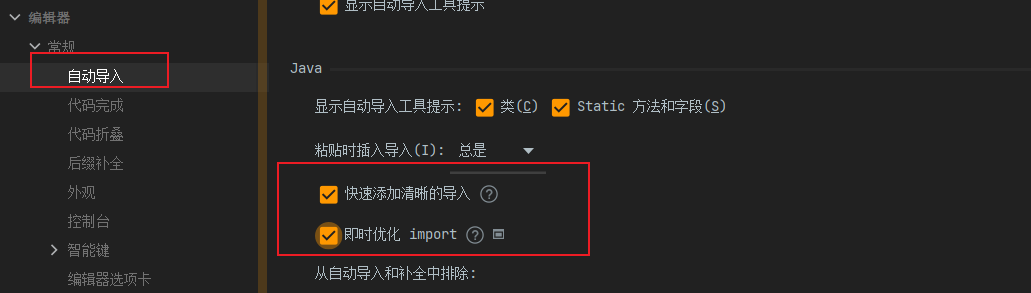 编辑器
常规
自动导入
代码完成
代码折叠
后缀补全
外观
控制台
智能键
编辑器选项卡
显示自动导入工具提示
Java
显示自动导入工具提示: 类(C) Static 方法和字段(S)
粘贴时插入导入(I): 总是
快速添加清晰的导入 ?
即时优化 import ?
从自动导入和补全中排除: